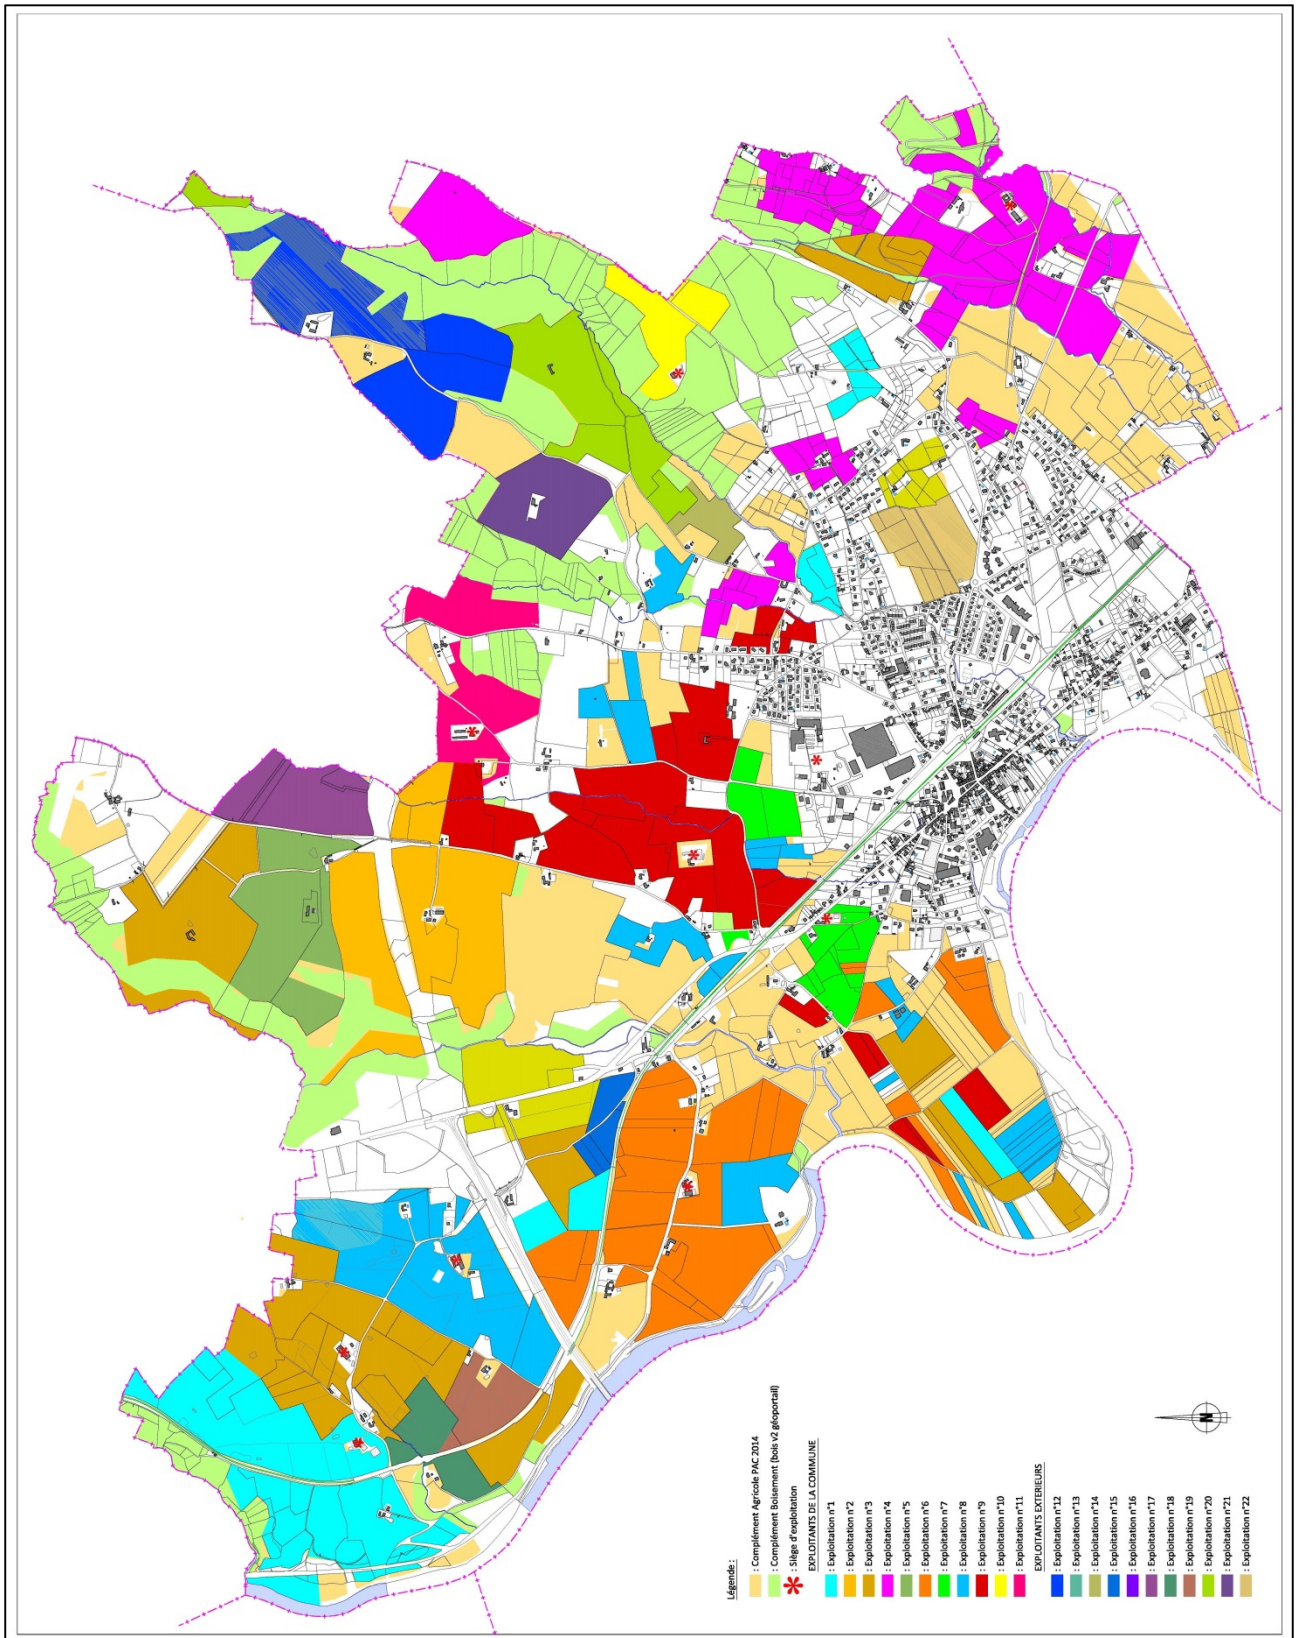 Légende :
: Complément Agricole PAC 2014
: Complément Boisement (bois v2 géoportail)
: Siège d'exploitation
EXPLOITANTS DE LA COMMUNE
: Exploitation n°1
: Exploitation n°2
: Exploitation n°3
: Exploitation n°4
: Exploitation n°5
: Exploitation n°6
: Exploitation n°7
: Exploitation n°8
: Exploitation n°9
: Exploitation n°10
: Exploitation n°11
EXPLOITANTS EXTERIEURS
: Exploitation n°12
: Exploitation n°13
: Exploitation n°14
: Exploitation n°15
: Exploitation n°16
: Exploitation n°17
: Exploitation n°18
: Exploitation n°19
: Exploitation n°20
: Exploitation n°21
: Exploitation n°22
N